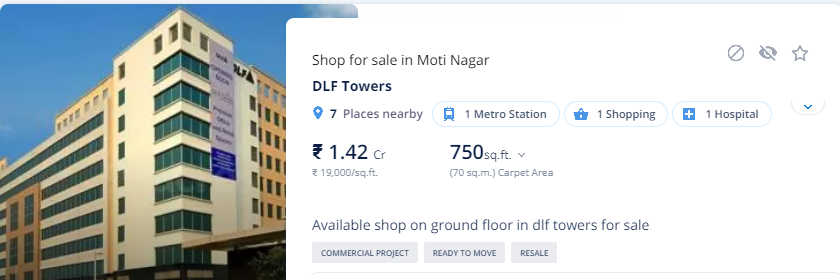 Shop for sale in Moti Nagar
DLF Towers
7 Places nearby
1 Metro Station
1 Shopping
1 Hospital
₹ 1.42 Cr
750sq.ft.
₹ 19,000/sq.ft.
(70 sq.m.) Carpet Area
Available shop on ground floor in dlf towers for sale
COMMERCIAL PROJECT
READY TO MOVE
RESALE
DLF